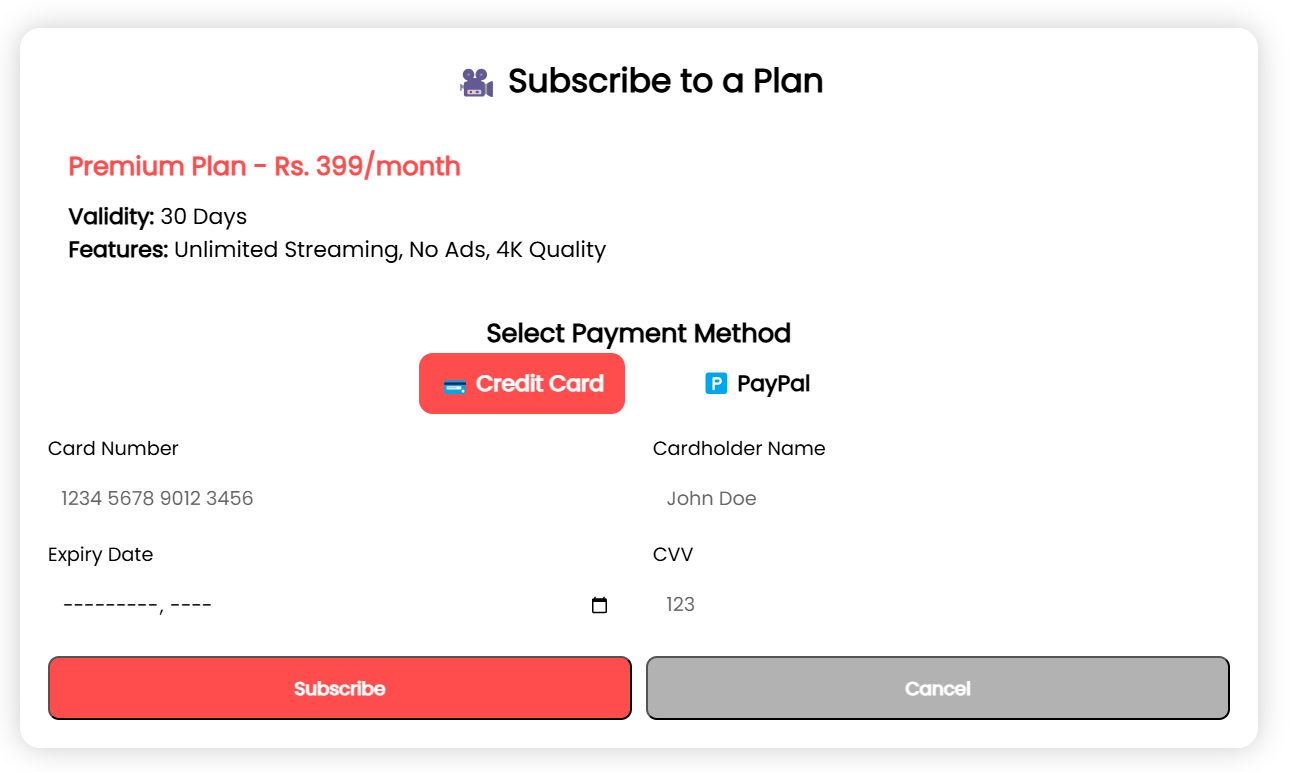 Subscribe to a Plan
Premium Plan - Rs. 399/month
Validity: 30 Days
Features: Unlimited Streaming, No Ads, 4K Quality
Select Payment Method
Credit Card
P PayPal
Card Number
Cardholder Name
1234 5678 9012 3456
John Doe
Expiry Date
CVV
---------, ----
123
Subscribe
Cancel